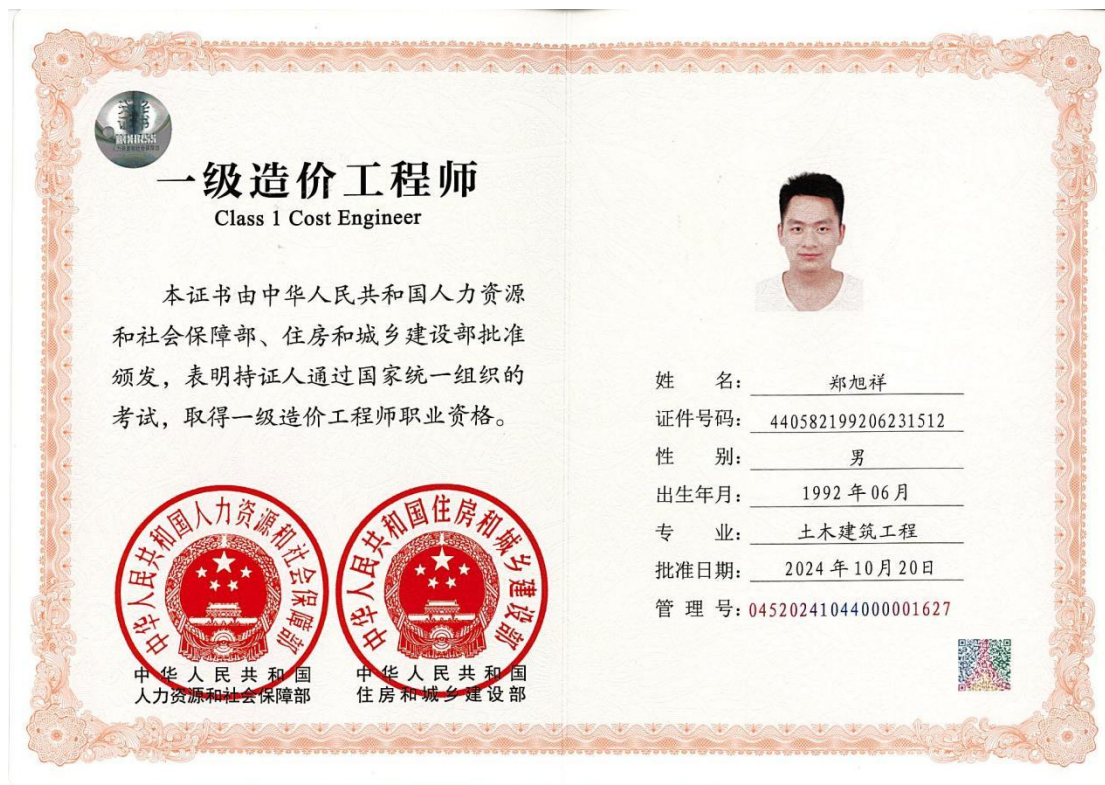 一级造价工程师
Class 1 Cost Engineer
本证书由中华人民共和国人力资源
和社会保障部、住房和城乡建设部批准
颁发，表明持证人通过国家统一组织的
考试，取得一级造价工程师职业资格。
中华人民共和国人力资源和社会保障部
中华人民共和国
人力资源和社会保障部
中华人民共和国住房和城乡建设部
中华人民共和国
住房和城乡建设部
姓 名：郑旭祥
证件号码：440582199206231512
性 别：男
出生年月：1992年06月
专 业：土木建筑工程
批准日期：2024年10月20日
管 理 号：04520241044000001627